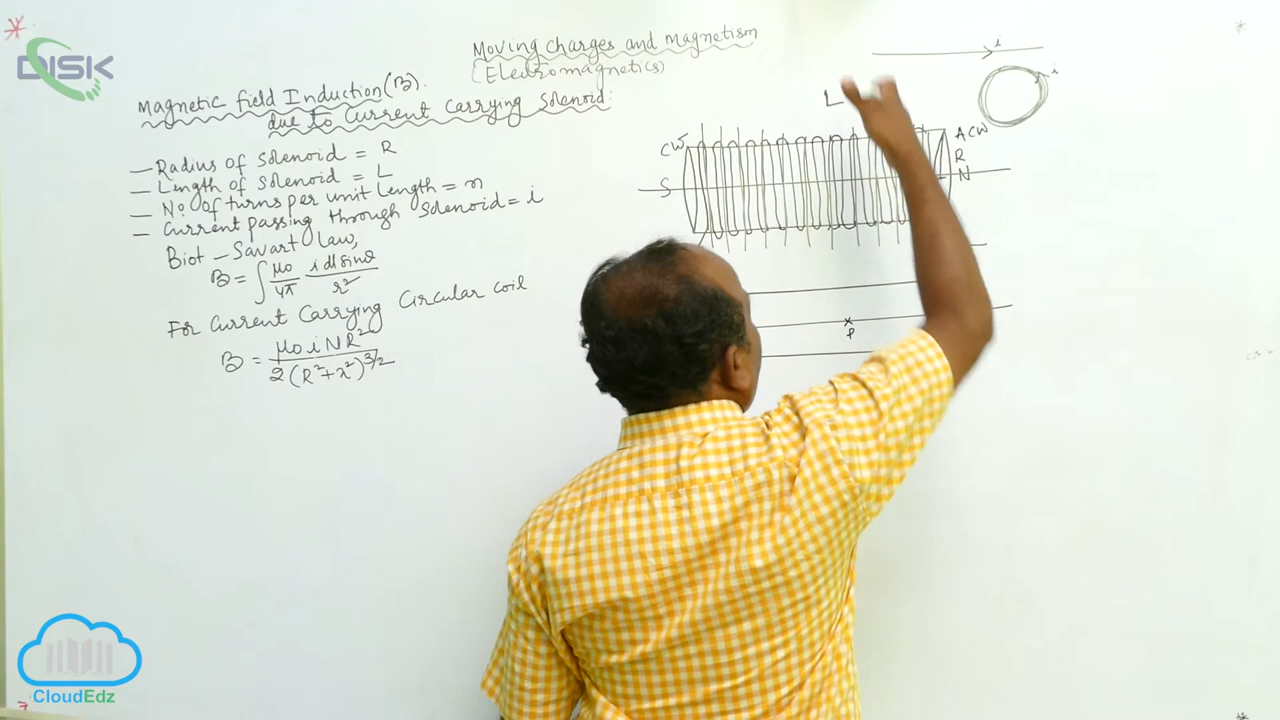 DISK
Moving charges and magnetism
(Electromagnetics)
Magnetic field Induction (B).
due to Current Carrying Solenoid:
— Radius of Solenoid = R
— Length of Solenoid = L
— No. of turns per unit Length = n
— Current passing through Solenoid = i
Biot – Savart Law,
B = ∫ μ0/4π i dl sinθ/r²
For Current Carrying Circular coil
B = μ0 i N R² / 2 (R² + x²)^3/2
i
i
L
CW
ACW
R
S
N
P
CloudEdz